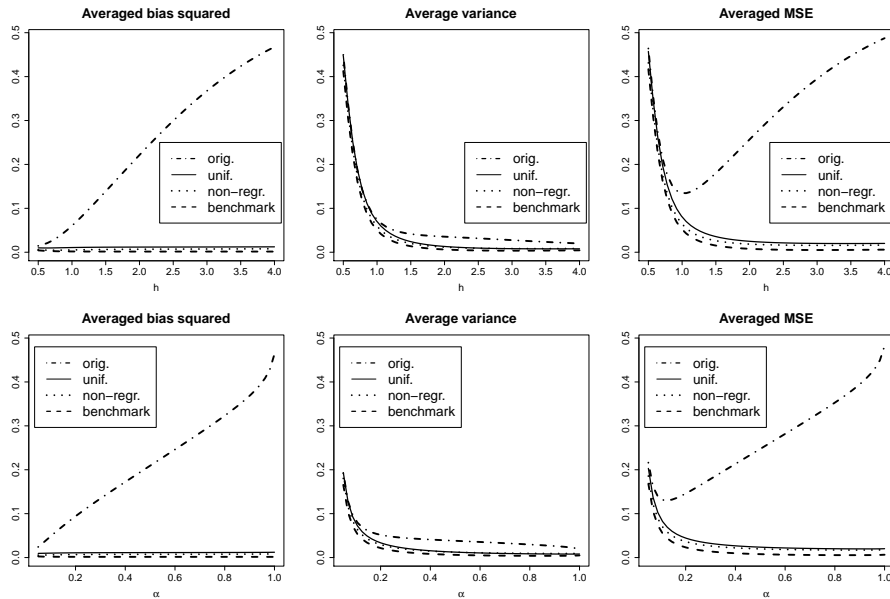 Averaged bias squared
0.0
0.1
0.2
0.3
0.4
0.5
orig.
unif.
non−regr.
benchmark
0.5 1.0 1.5 2.0 2.5 3.0 3.5 4.0
h
Average variance
0.0
0.1
0.2
0.3
0.4
0.5
orig.
unif.
non−regr.
benchmark
0.5 1.0 1.5 2.0 2.5 3.0 3.5 4.0
h
Averaged MSE
0.0
0.1
0.2
0.3
0.4
0.5
orig.
unif.
non−regr.
benchmark
0.5 1.0 1.5 2.0 2.5 3.0 3.5 4.0
h
Averaged bias squared
0.0
0.1
0.2
0.3
0.4
0.5
orig.
unif.
non−regr.
benchmark
0.2 0.4 0.6 0.8 1.0
α
Average variance
0.0
0.1
0.2
0.3
0.4
0.5
orig.
unif.
non−regr.
benchmark
0.2 0.4 0.6 0.8 1.0
α
Averaged MSE
0.0
0.1
0.2
0.3
0.4
0.5
orig.
unif.
non−regr.
benchmark
0.2 0.4 0.6 0.8 1.0
α